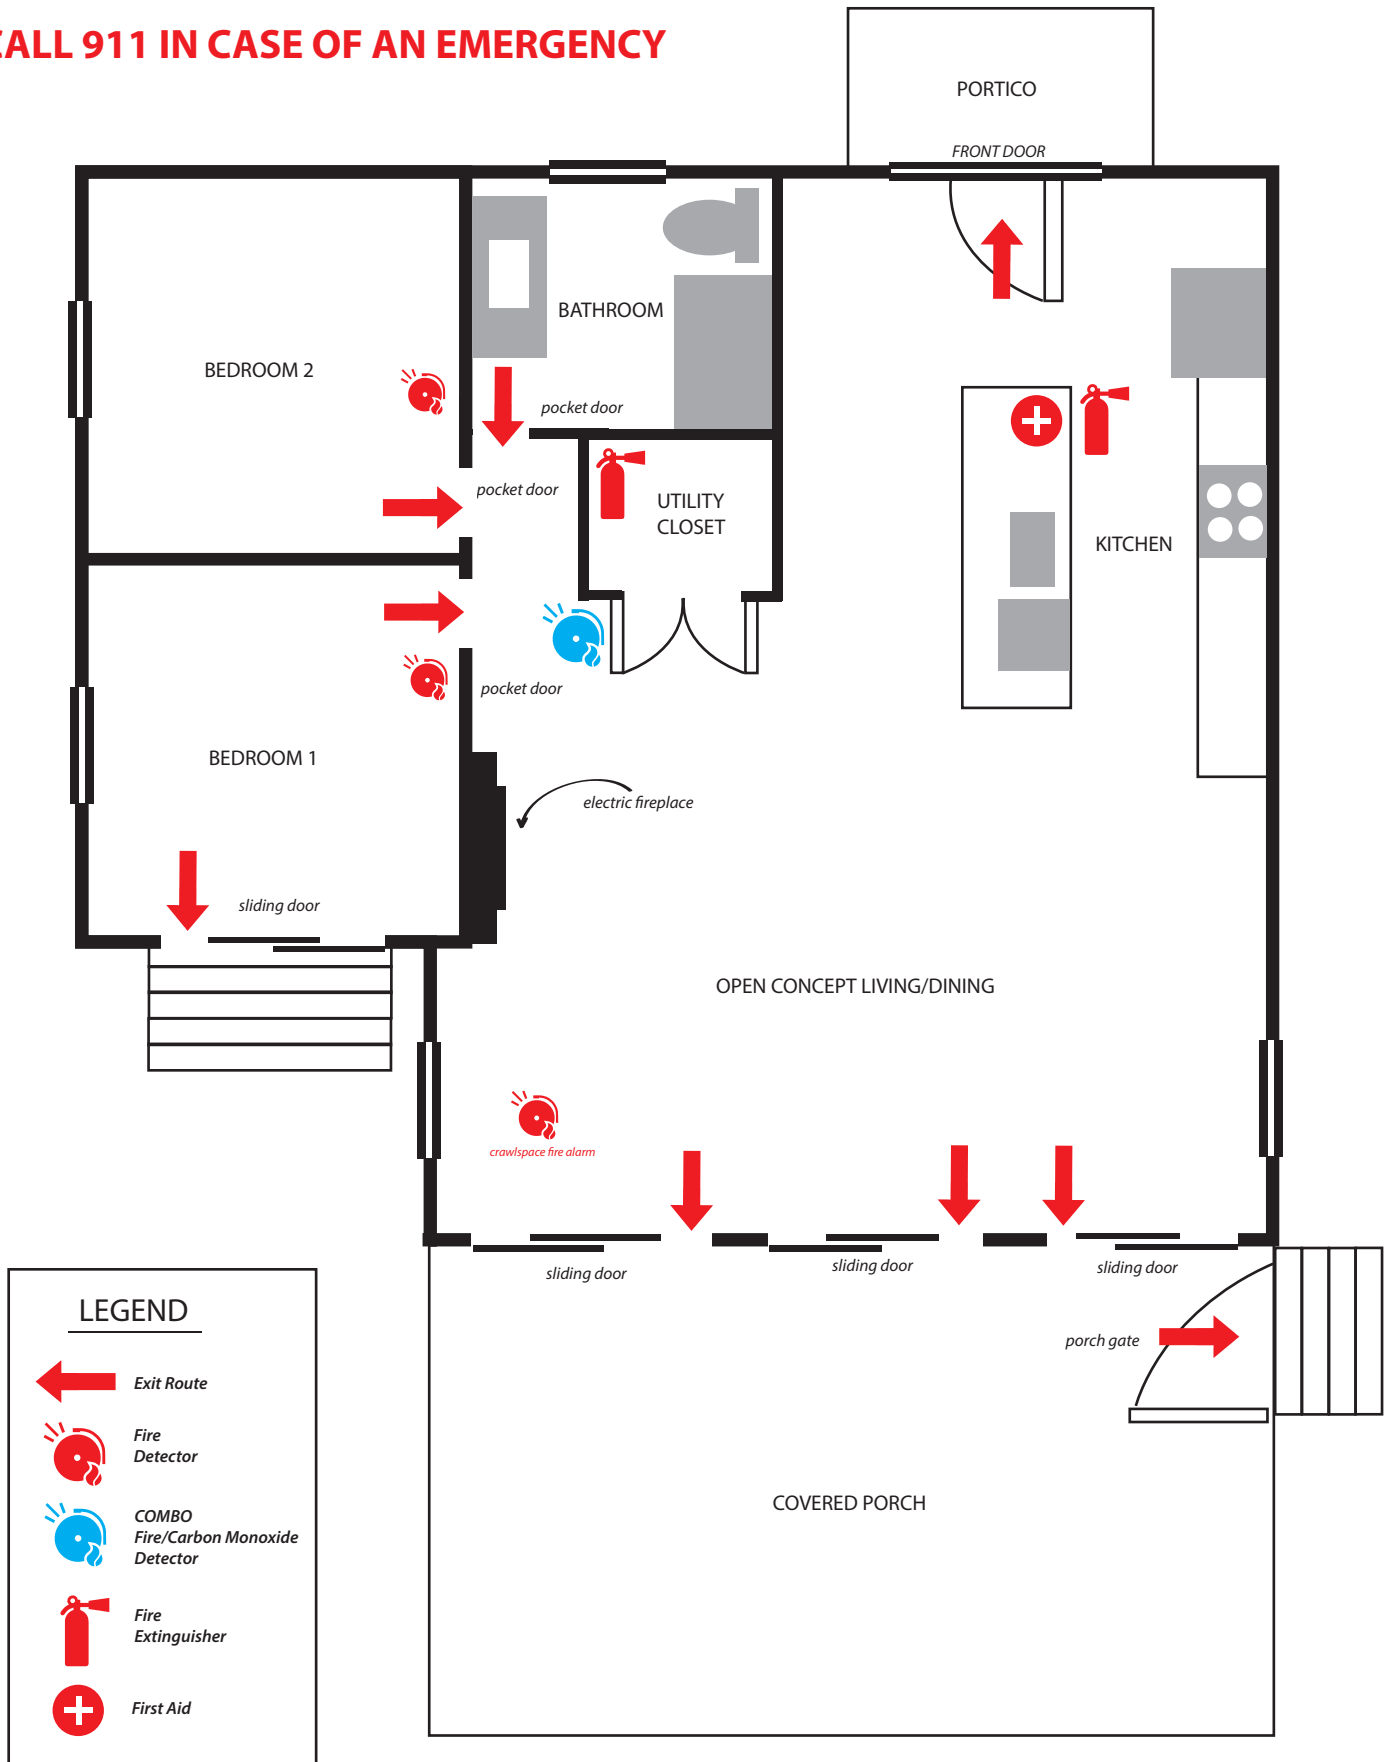 CALL 911 IN CASE OF AN EMERGENCY
PORTICO
FRONT DOOR
BATHROOM
BEDROOM 2
pocket door
pocket door
UTILITY
CLOSET
KITCHEN
pocket door
BEDROOM 1
electric fireplace
sliding door
OPEN CONCEPT LIVING/DINING
crawlspace fire alarm
sliding door
sliding door
sliding door
porch gate
COVERED PORCH
LEGEND
Exit Route
Fire
Detector
COMBO
Fire/Carbon Monoxide
Detector
Fire
Extinguisher
First Aid